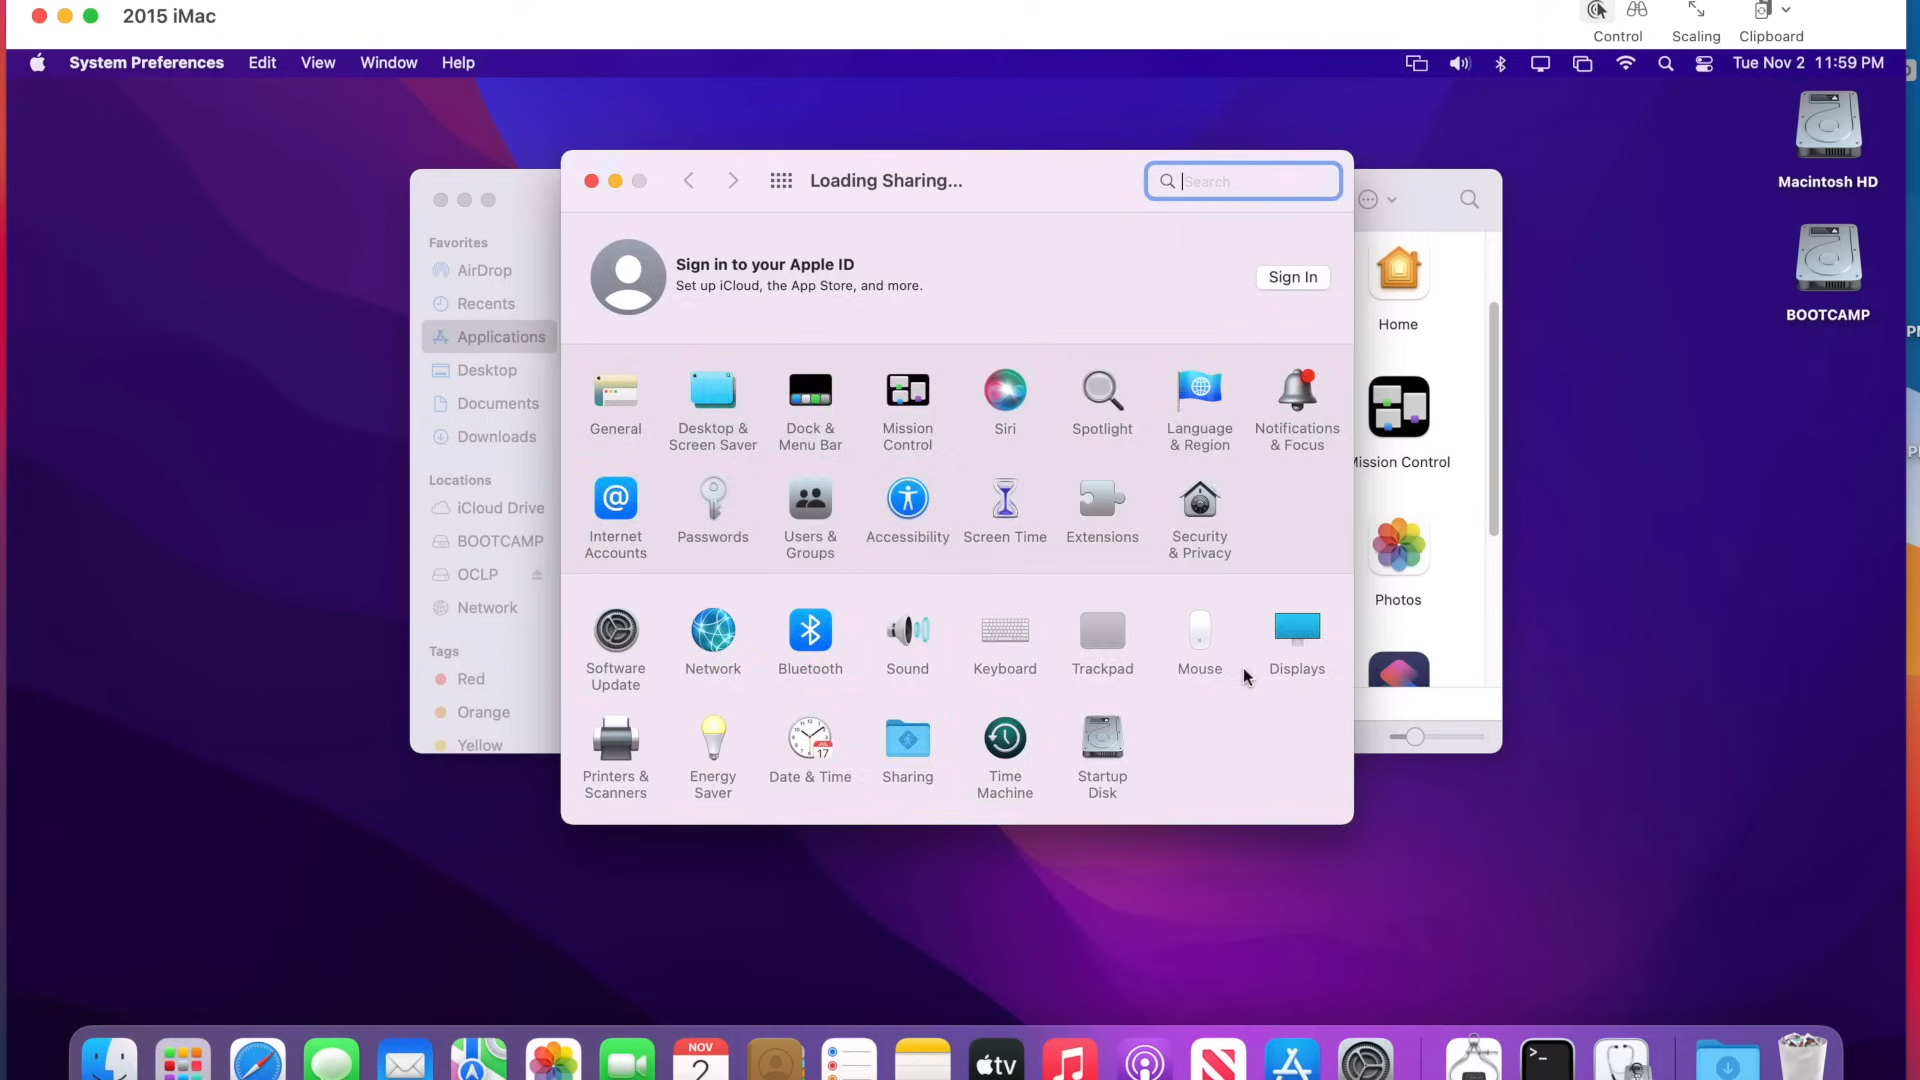 2015 iMac
Control
Scaling
Clipboard
System Preferences Edit View Window Help
Tue Nov 2 11:59 PM
Macintosh HD
BOOTCAMP
Loading Sharing...
Search
Sign in to your Apple ID
Set up iCloud, the App Store, and more.
Sign In
General
Desktop &
Screen Saver
Dock &
Menu Bar
Mission
Control
Siri
Spotlight
Language
& Region
Notifications
& Focus
Internet
Accounts
Passwords
Users &
Groups
Accessibility
Screen Time
Extensions
Security
& Privacy
Software
Update
Network
Bluetooth
Sound
Keyboard
Trackpad
Mouse
Displays
Printers &
Scanners
Energy
Saver
JUL
17
Date & Time
Sharing
Time
Machine
Startup
Disk
Favorites
AirDrop
Recents
Applications
Desktop
Documents
Downloads
Locations
iCloud Drive
BOOTCAMP
OCLP
Network
Tags
Red
Orange
Yellow
Home
Mission Control
Photos
NOV
2
tv